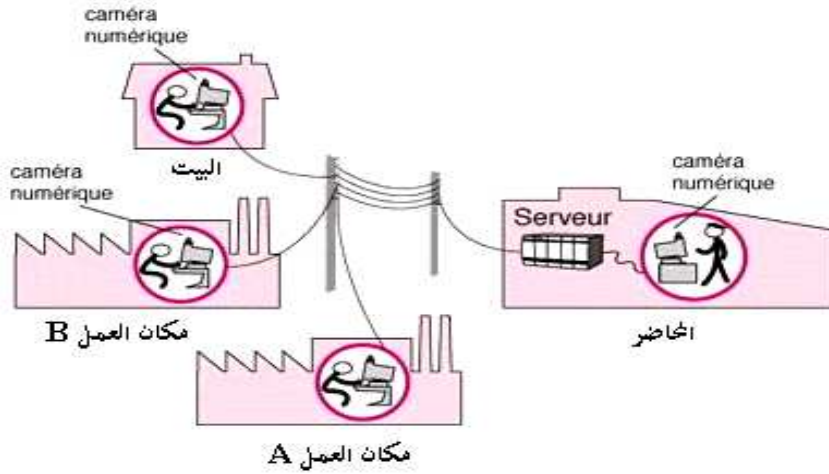 caméra
numérique
البيت
caméra
numérique
caméra
numérique
Serveur
مكان العمل B
المحاضر
مكان العمل A